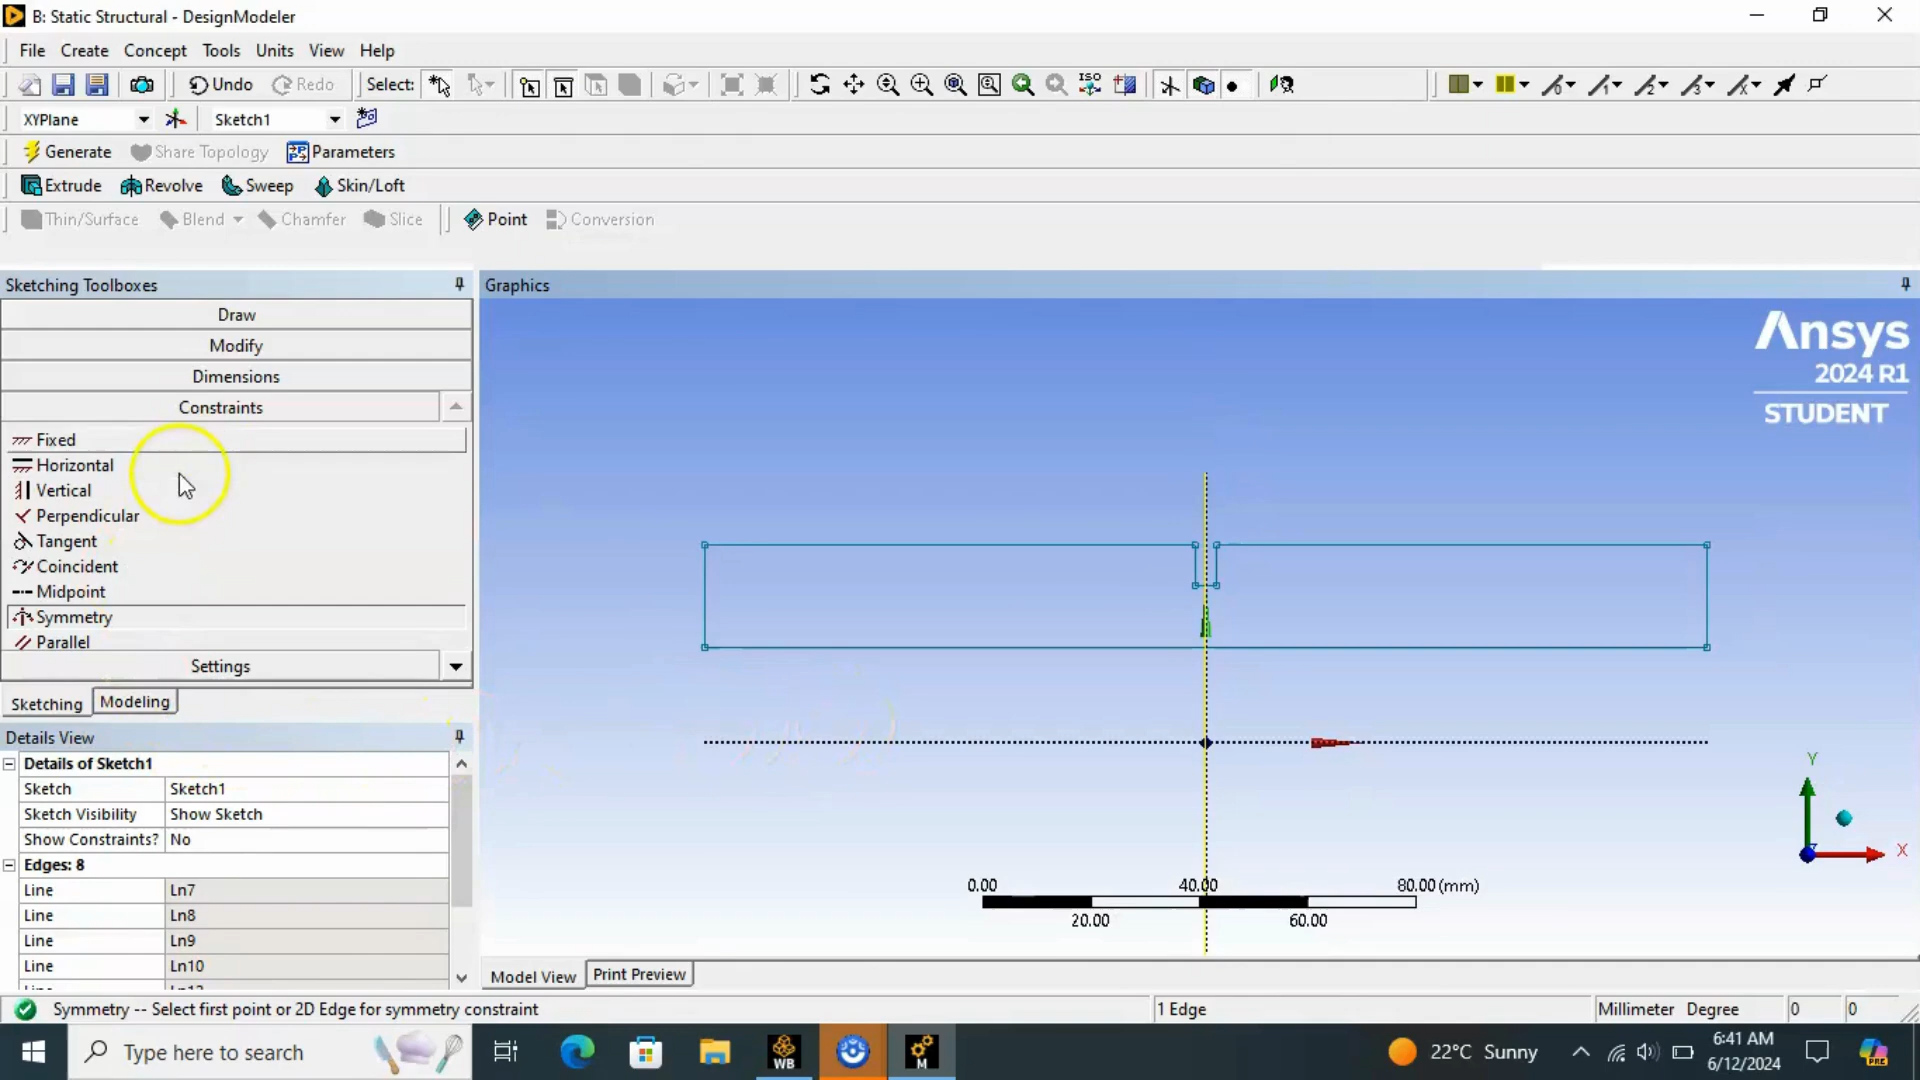 B: Static Structural - DesignModeler
File Create Concept Tools Units View Help
Undo Redo Select: ISO
XYPlane Sketch1
Generate Share Topology Parameters
Extrude Revolve Sweep Skin/Loft
Thin/Surface Blend Chamfer Slice Point Conversion
Sketching Toolboxes
Draw
Modify
Dimensions
Constraints
Fixed
Horizontal
Vertical
Perpendicular
Tangent
Coincident
Midpoint
Symmetry
Parallel
Settings
Sketching Modeling
Details View
Details of Sketch1
Sketch Sketch1
Sketch Visibility Show Sketch
Show Constraints? No
Edges: 8
Line Ln7
Line Ln8
Line Ln9
Line Ln10
Graphics
Ansys
2024 R1
STUDENT
Y
X
0.00 40.00 80.00 (mm)
20.00 60.00
Model View Print Preview
Symmetry -- Select first point or 2D Edge for symmetry constraint 1 Edge Millimeter Degree 0 0
Type here to search WB M 22°C Sunny 6:41 AM
6/12/2024 PRE